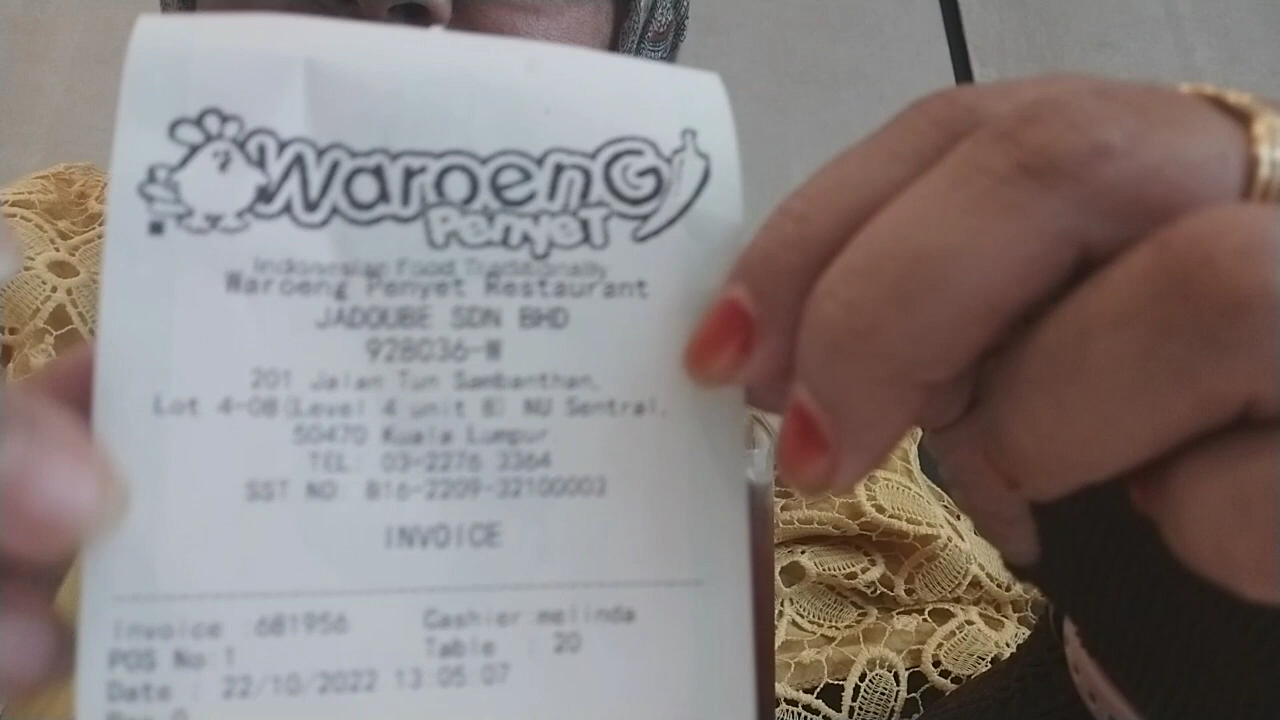 Waroeng
Penyet
Indonesian Food Traditionally
Waroeng Penyet Restaurant
JADOUBE SDN BHD
928036-W
201 Jalan Tun Sambanthan,
Lot 4-08(Level 4 unit 8) NU Sentral,
50470 Kuala Lumpur
TEL: 03-2276 3364
SST NO: B16-2209-32100003
INVOICE
Invoice :681956 Cashier:melinda
POS No:1 Table : 20
Date : 22/10/2022 13:05:07